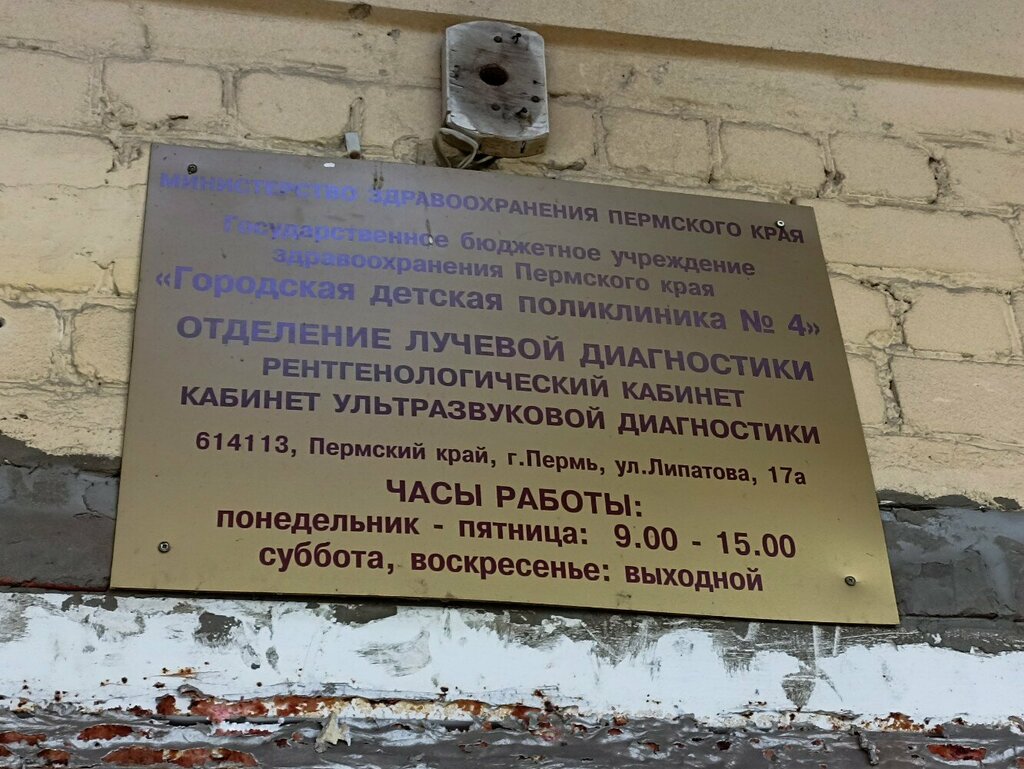 МИНИСТЕРСТВО ЗДРАВООХРАНЕНИЯ ПЕРМСКОГО КРАЯ
Государственное бюджетное учреждение
здравоохранения Пермского края
«Городская детская поликлиника № 4»
ОТДЕЛЕНИЕ ЛУЧЕВОЙ ДИАГНОСТИКИ
РЕНТГЕНОЛОГИЧЕСКИЙ КАБИНЕТ
КАБИНЕТ УЛЬТРАЗВУКОВОЙ ДИАГНОСТИКИ
614113, Пермский край, г.Пермь, ул.Липатова, 17а
ЧАСЫ РАБОТЫ:
понедельник - пятница: 9.00 - 15.00
суббота, воскресенье: выходной